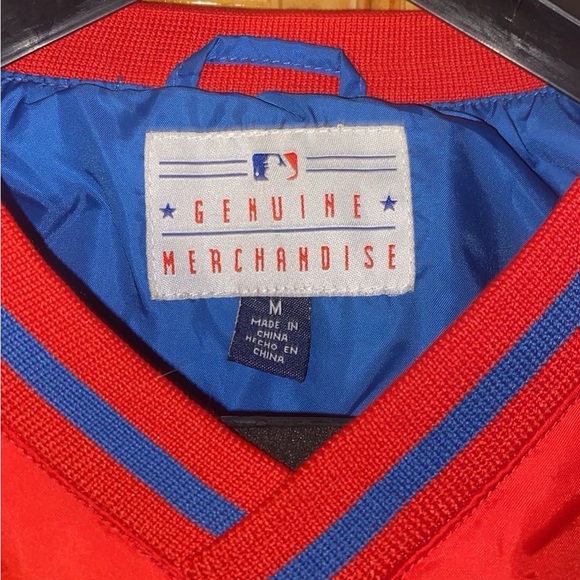 GENUINE
MERCHANDISE
M
MADE IN
CHINA
HECHO EN
CHINA